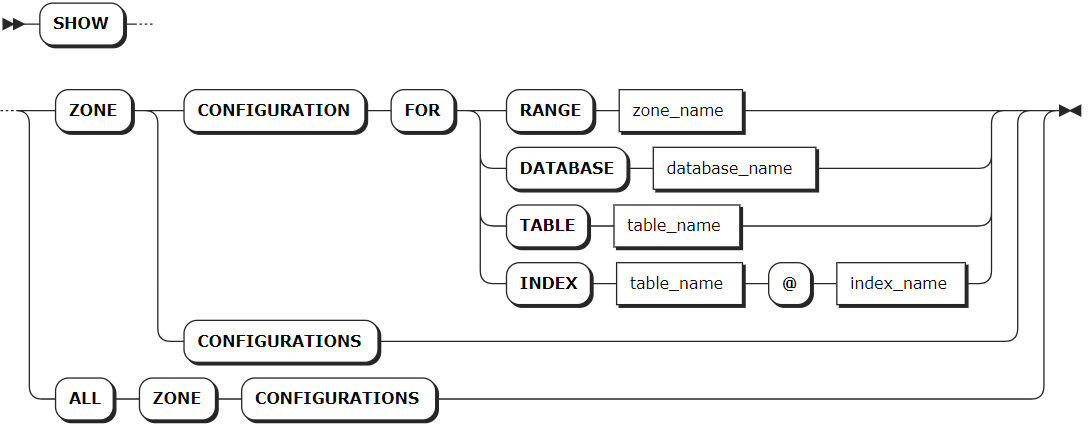 SHOW
ZONE CONFIGURATION FOR RANGE zone_name
DATABASE database_name
TABLE table_name
INDEX table_name @ index_name
CONFIGURATIONS
ALL ZONE CONFIGURATIONS